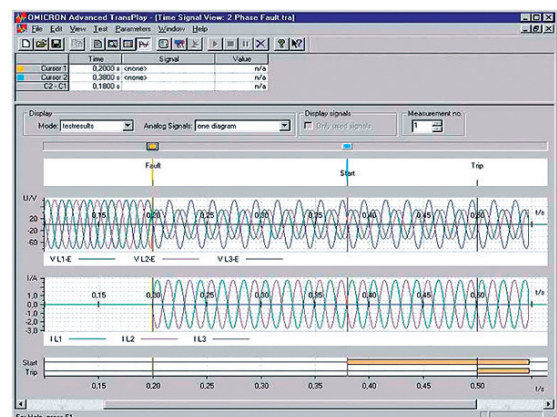 OMICRON Advanced TransPlay - [Time Signal View: 2 Phase Fault.tra]
File Edit View Test Parameters Window Help
Time Signal Value
Cursor 1 0,2000 s <none> n/a
Cursor 2 0,3800 s <none> n/a
C2 - C1 0,1800 s n/a
Display
Display signals
Measurement no.
Mode: testresults
Analog Signals: one diagram
Only used signals
1
Fault
Start
Trip
U/V
20
-20
-60
0,15 0,20 0,25 0,30 0,35 0,40 0,45 0,50 t/s
V L1-E V L2-E V L3-E
I/A
1,0
0,0
-1,0
-2,0
-3,0
0,15 0,20 0,25 0,30 0,35 0,40 0,45 0,50 t/s
I L1 I L2 I L3
Start
Trip
0,15 0,20 0,25 0,30 0,35 0,40 0,45 0,50 t/s
For Help, press F1